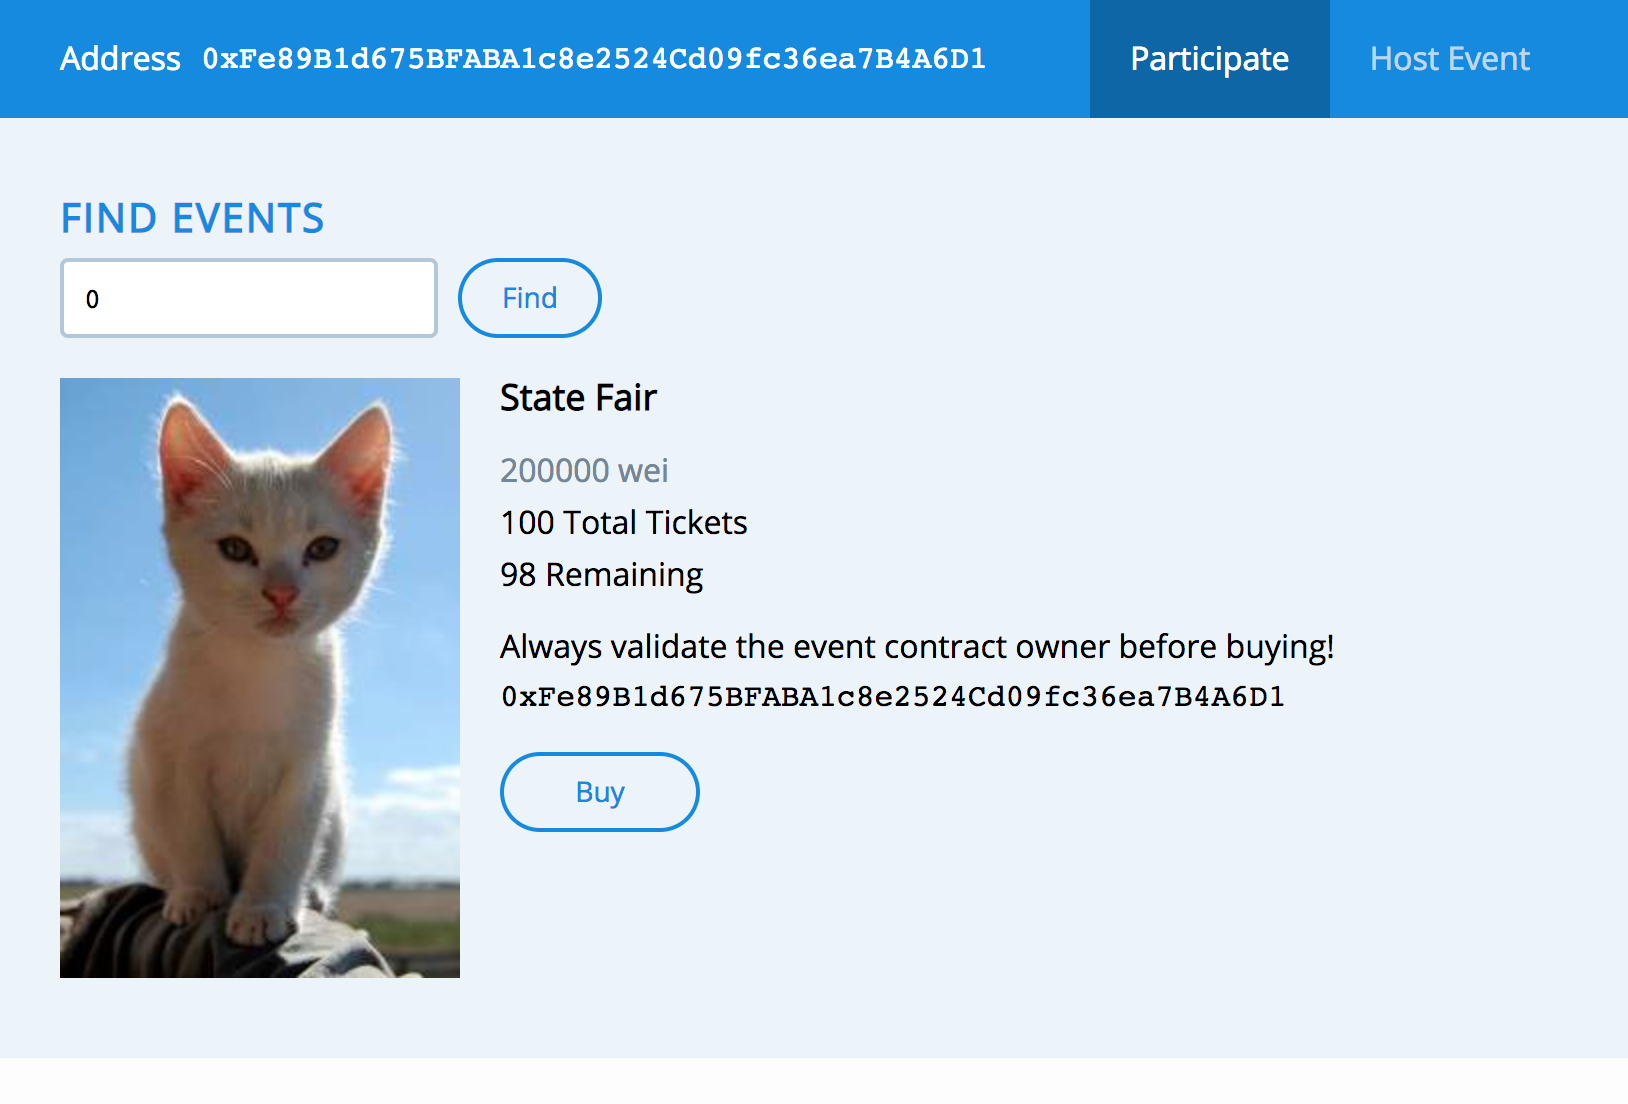 Address 0xFe89B1d675BFABA1c8e2524Cd09fc36ea7B4A6D1 Participate Host Event
FIND EVENTS
0 Find
State Fair
200000 wei
100 Total Tickets
98 Remaining
Always validate the event contract owner before buying!
0xFe89B1d675BFABA1c8e2524Cd09fc36ea7B4A6D1
Buy